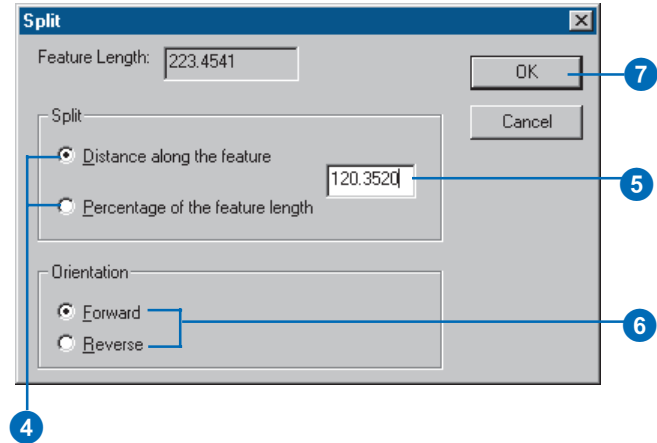 Split
Feature Length: 223.4541
OK
7
Split
Cancel
Distance along the feature
120.3520
5
Percentage of the feature length
Orientation
Forward
6
Reverse
4